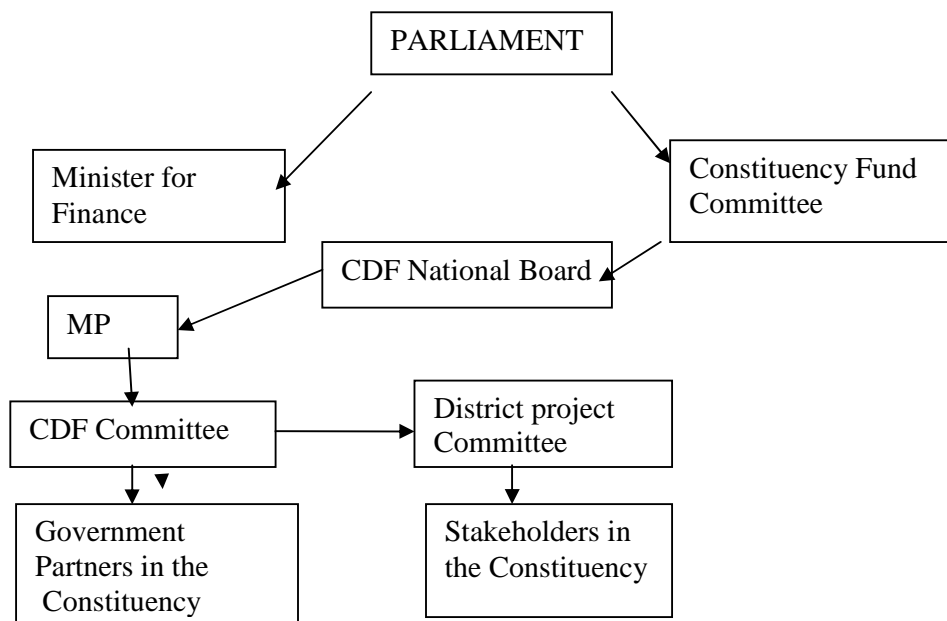 PARLIAMENT
Minister for
Finance
Constituency Fund
Committee
CDF National Board
MP
CDF Committee
District project
Committee
Government
Partners in the
Constituency
Stakeholders in
the Constituency